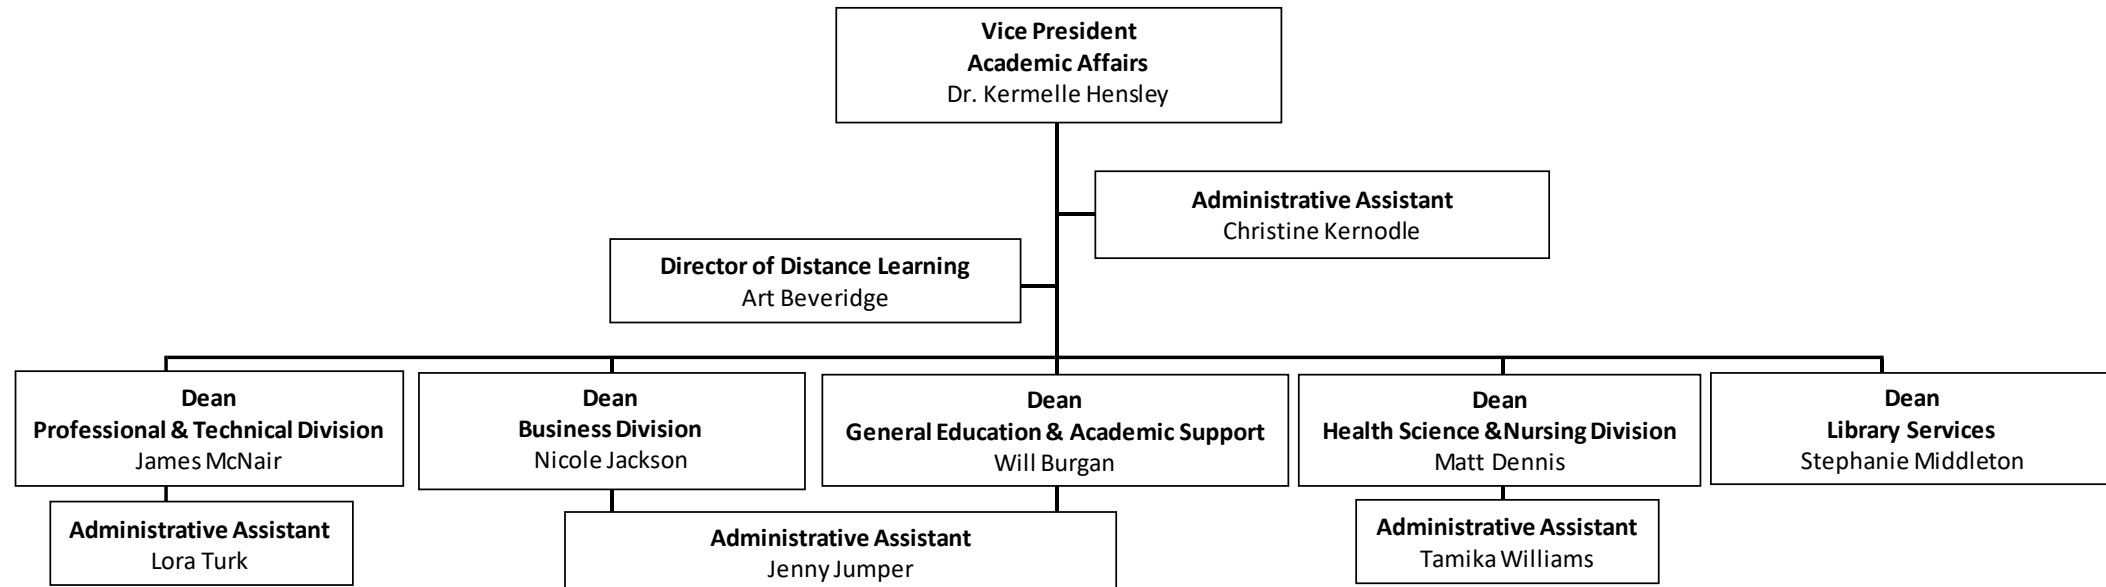 Vice President
Academic Affairs
Dr. Kermelle Hensley
Administrative Assistant
Christine Kernodle
Director of Distance Learning
Art Beveridge
Dean
Professional & Technical Division
James McNair
Dean
Business Division
Nicole Jackson
Dean
General Education & Academic Support
Will Burgan
Dean
Health Science &Nursing Division
Matt Dennis
Dean
Library Services
Stephanie Middleton
Administrative Assistant
Lora Turk
Administrative Assistant
Jenny Jumper
Administrative Assistant
Tamika Williams